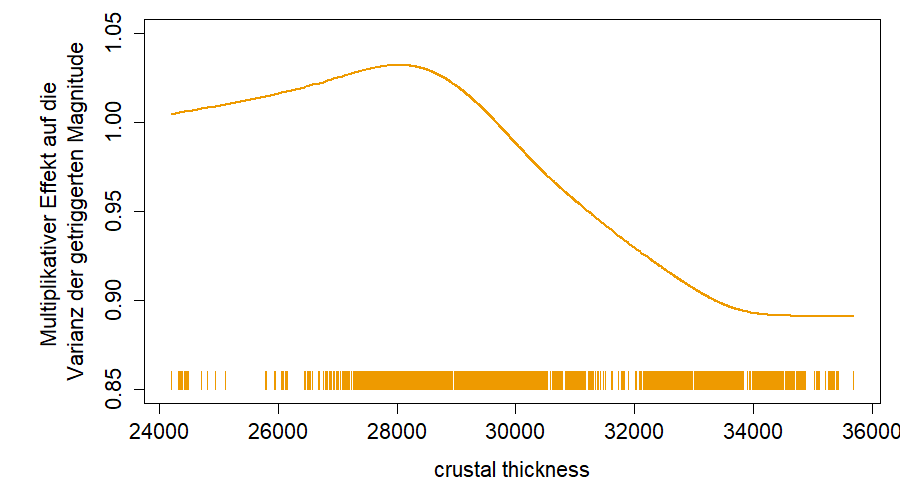 Multiplikativer Effekt auf die
Varianz der getriggerten Magnitude
1.05
1.00
0.95
0.90
0.85
24000 26000 28000 30000 32000 34000 36000
crustal thickness